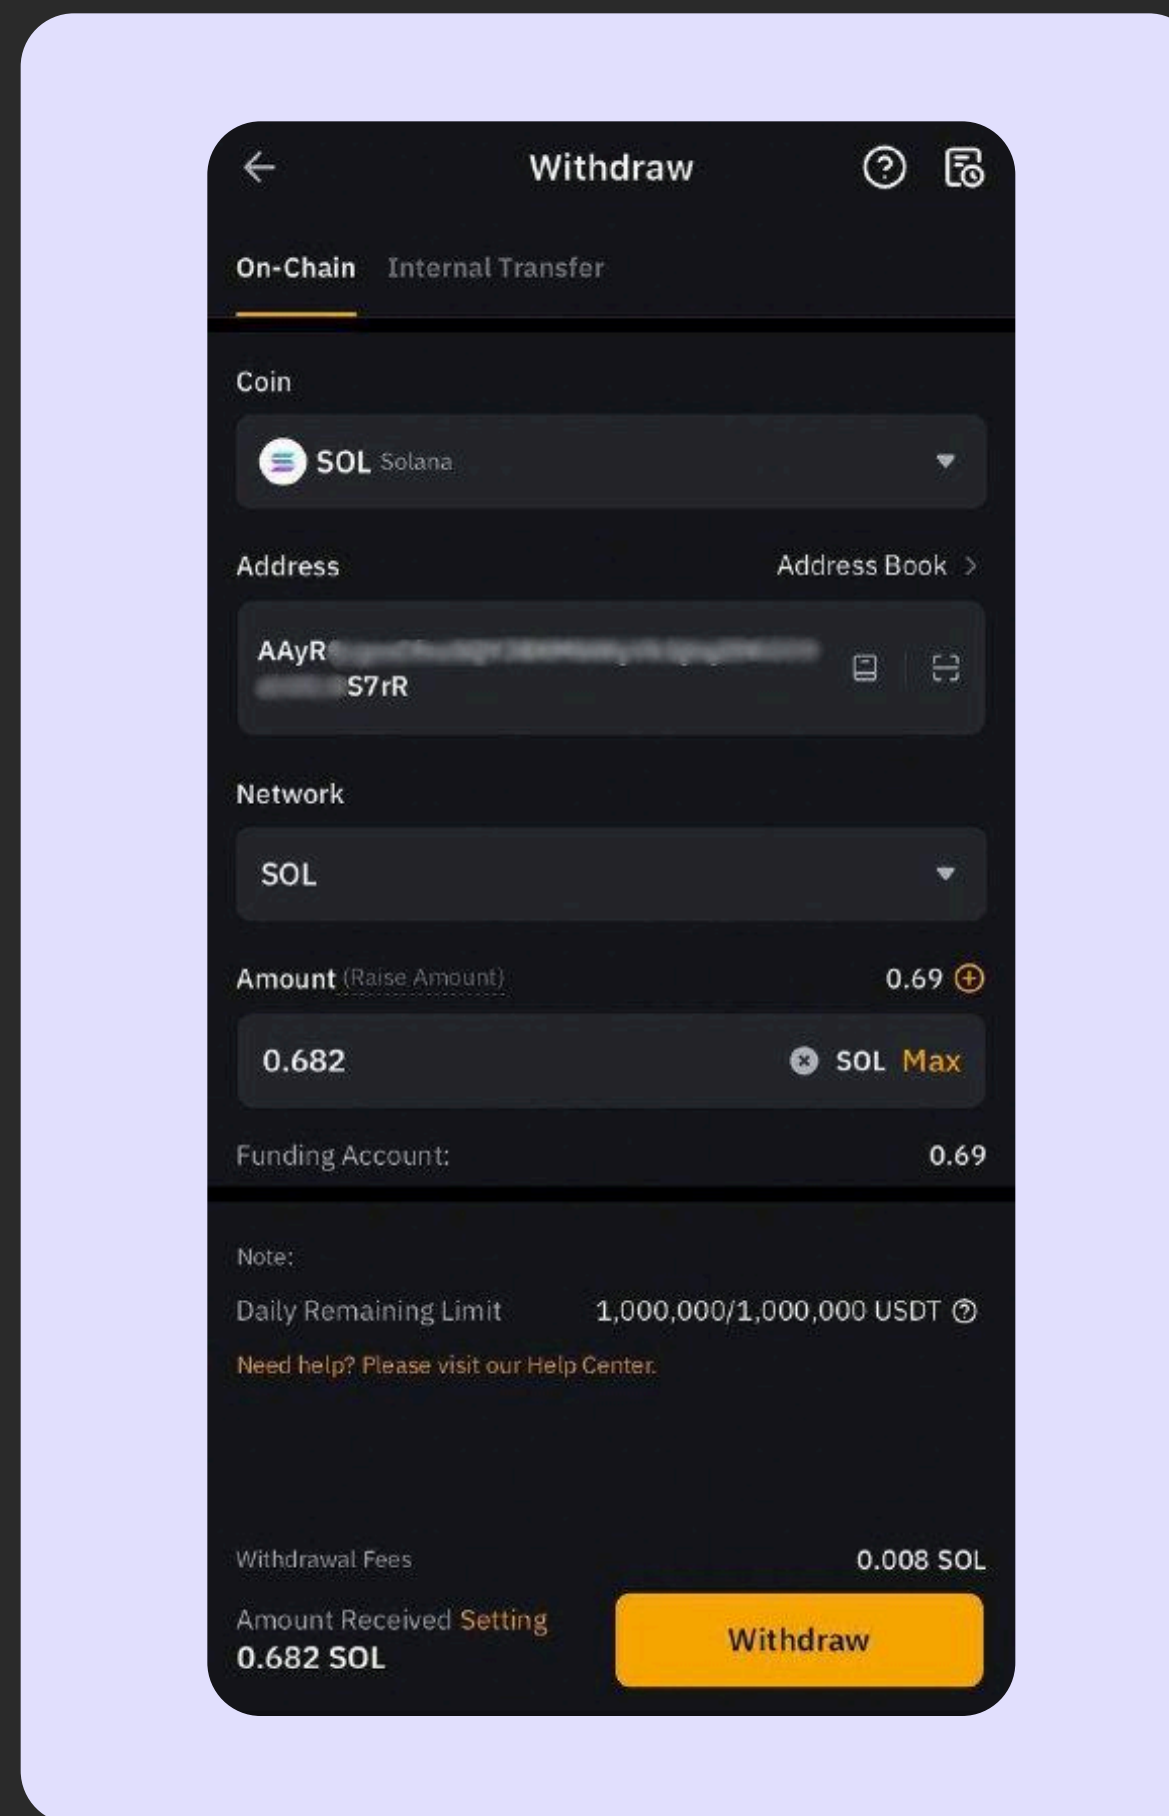 Withdraw
On-Chain Internal Transfer
Coin
SOL Solana
Address Address Book
AAyR
S7rR
Network
SOL
Amount (Raise Amount) 0.69
0.682 SOL Max
Funding Account: 0.69
Note:
Daily Remaining Limit 1,000,000/1,000,000 USDT
Need help? Please visit our Help Center.
Withdrawal Fees 0.008 SOL
Amount Received Setting
0.682 SOL
Withdraw